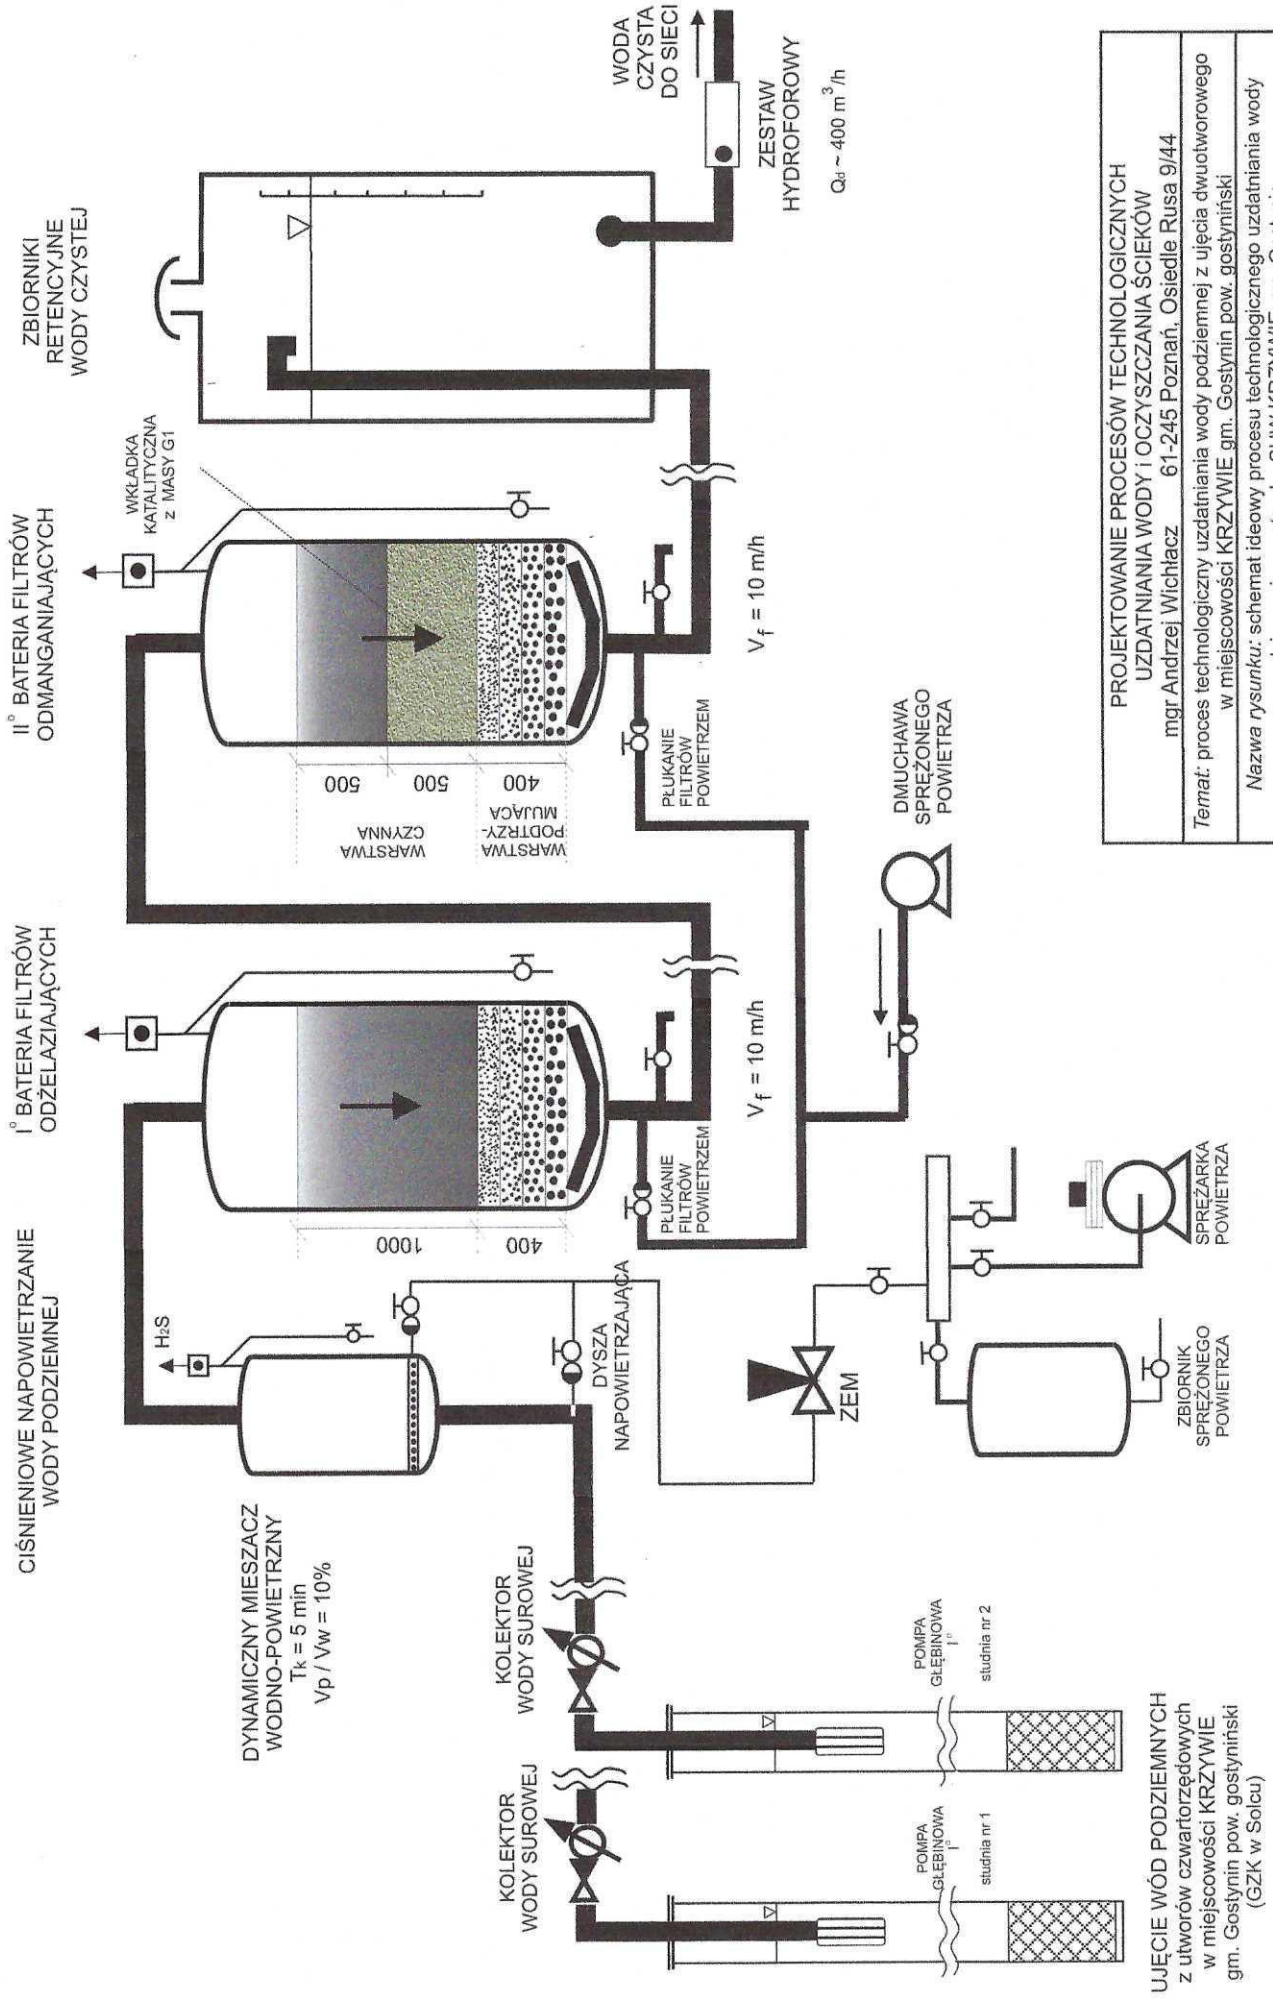 CIŚNIENIOWE NAPOWIETRZANIE
WODY PODZIEMNEJ
I° BATERIA FILTRÓW
ODŻELAZIAJĄCYCH
II° BATERIA FILTRÓW
ODMANGANIAJĄCYCH
ZBIORNIKI
RETENCYJNE
WODY CZYSTEJ
WKŁADKA
KATALITYCZNA
z MASY G1
H2S
DYNAMICZNY MIESZACZ
WODNO-POWIETRZNY
Tk = 5 min
Vp / Vw = 10%
1000
400
500
500
400
WARSTWA
CZYNNA
WARSTWA
PODTRZY-
MUJĄCA
DYSZA
NAPOWIETRZAJĄCA
PŁUKANIE
FILTRÓW
POWIETRZEM
Vf = 10 m/h
PŁUKANIE
FILTRÓW
POWIETRZEM
Vf = 10 m/h
WODA
CZYSTA
DO SIECI
ZESTAW
HYDROFOROWY
Qd ~ 400 m³/h
KOLEKTOR
WODY SUROWEJ
KOLEKTOR
WODY SUROWEJ
ZEM
DMUCHAWA
SPRĘŻONEGO
POWIETRZA
POMPA
GŁĘBINOWA
I°
studnia nr 1
POMPA
GŁĘBINOWA
I°
studnia nr 2
ZBIORNIK
SPRĘŻONEGO
POWIETRZA
SPRĘŻARKA
POWIETRZA
UJĘCIE WÓD PODZIEMNYCH
z utworów czwartorzędowych
w miejscowości KRZYWIE
gm. Gostynin pow. gostyniński
(GZK w Solcu)
PROJEKTOWANIE PROCESÓW TECHNOLOGICZNYCH
UZDATNIANIA WODY i OCZYSZCZANIA ŚCIEKÓW
mgr Andrzej Wichłacz 61-245 Poznań, Osiedle Rusa 9/44
Temat: proces technologiczny uzdatniania wody podziemnej z ujęcia dwuotworowego
w miejscowości KRZYWIE gm. Gostynin pow. gostyniński
Nazwa rysunku: schemat ideowy procesu technologicznego uzdatniania wody
SUW KRZYWIE